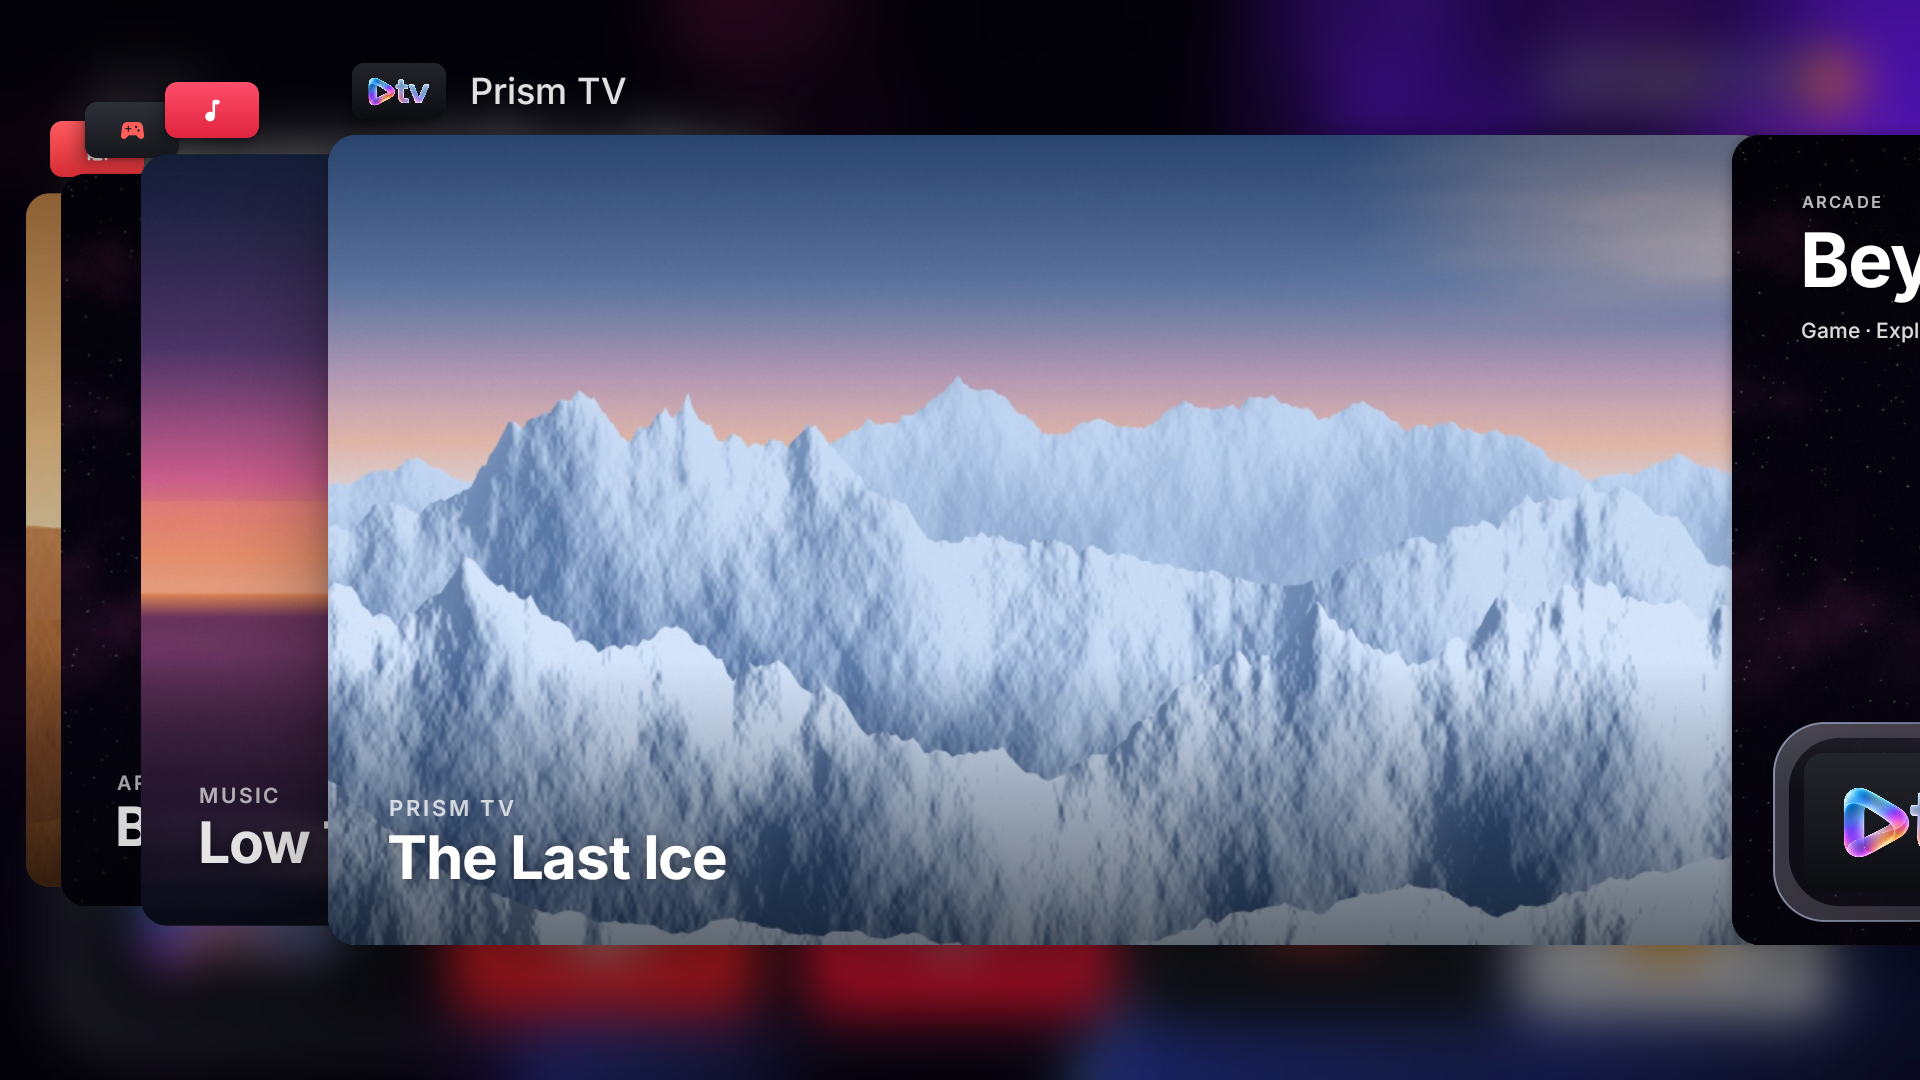 tv Prism TV
ARCADE
Bey
Game · Expl
MUSIC
Low
PRISM TV
The Last Ice